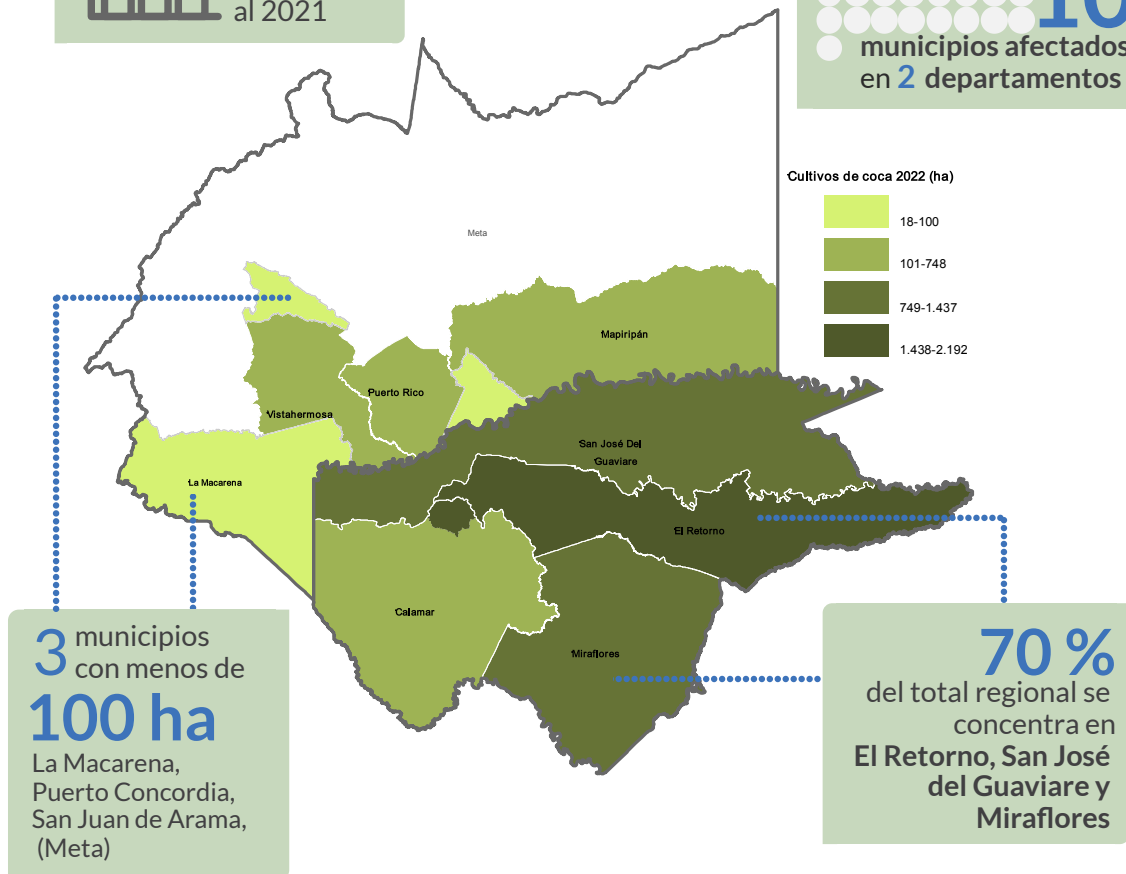 al 2021
10
municipios afectados
en 2 departamentos
Cultivos de coca 2022 (ha)
18-100
101-748
749-1.437
1.438-2.192
Meta
Mapiripán
Puerto Rico
Vistahermosa
San José Del
Guaviare
La Macarena
El Retorno
Calamar
Miraflores
3 municipios
con menos de
100 ha
La Macarena,
Puerto Concordia,
San Juan de Arama,
(Meta)
70 %
del total regional se
concentra en
El Retorno, San José
del Guaviare y
Miraflores